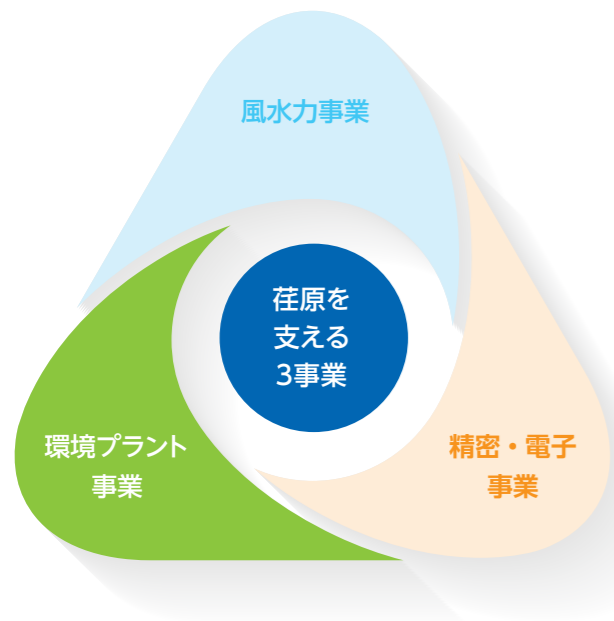 風水力事業
荏原を
支える
3事業
環境プラント
事業
精密・電子
事業